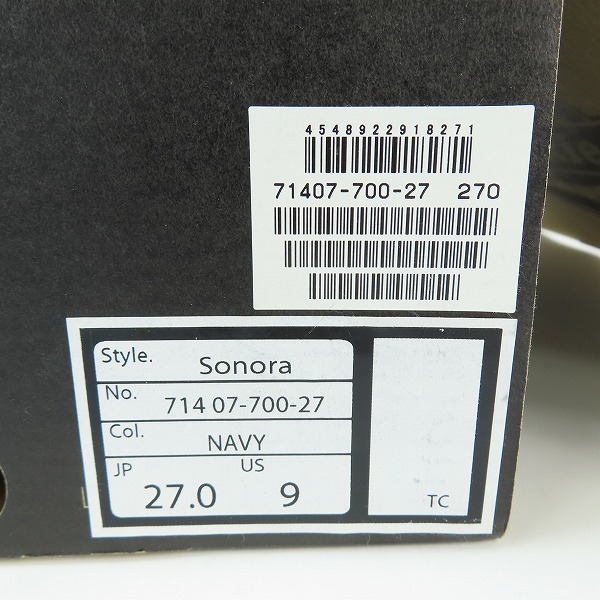 4548922918271
71407-700-27 270
Style. Sonora
No. 714 07-700-27
Col. NAVY
JP 27.0 US 9
TC